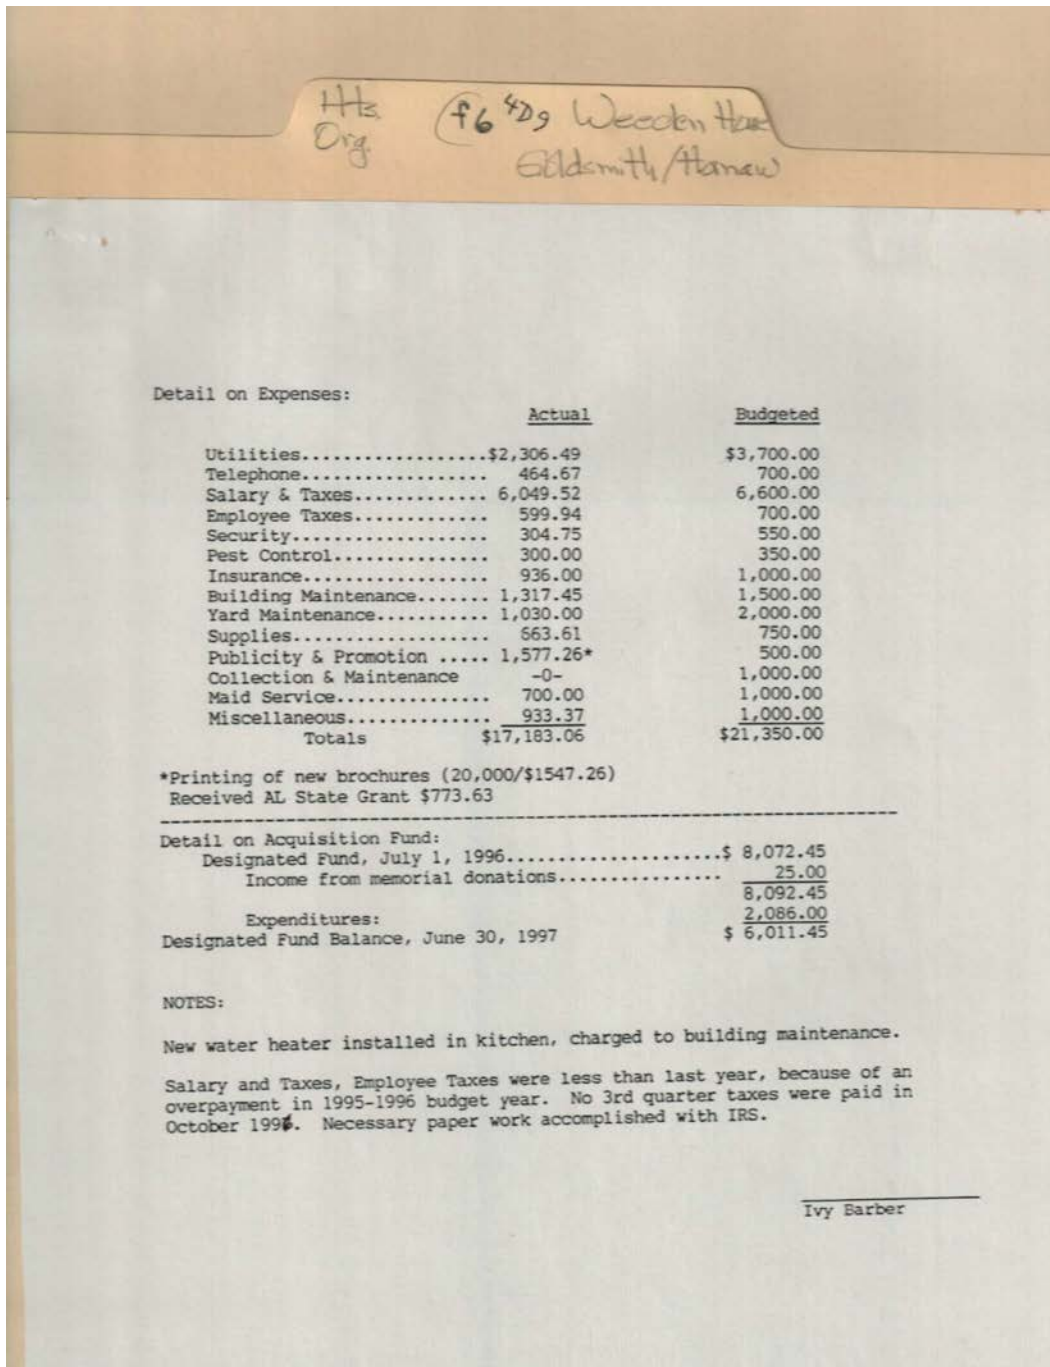 Hts. (f6 4Dg Weeden House
Org. Goldsmith/Harnaw
Detail on Expenses:
Actual Budgeted
Utilities..................$2,306.49 $3,700.00
Telephone.................. 464.67 700.00
Salary & Taxes............. 6,049.52 6,600.00
Employee Taxes............. 599.94 700.00
Security................... 304.75 550.00
Pest Control............... 300.00 350.00
Insurance.................. 936.00 1,000.00
Building Maintenance....... 1,317.45 1,500.00
Yard Maintenance........... 1,030.00 2,000.00
Supplies................... 663.61 750.00
Publicity & Promotion ..... 1,577.26* 500.00
Collection & Maintenance -0- 1,000.00
Maid Service............... 700.00 1,000.00
Miscellaneous.............. 933.37 1,000.00
Totals $17,183.06 $21,350.00
*Printing of new brochures (20,000/$1547.26)
Received AL State Grant $773.63
Detail on Acquisition Fund:
Designated Fund, July 1, 1996.....................$ 8,072.45
Income from memorial donations................ 25.00
8,092.45
Expenditures: 2,086.00
Designated Fund Balance, June 30, 1997 $ 6,011.45
NOTES:
New water heater installed in kitchen, charged to building maintenance.
Salary and Taxes, Employee Taxes were less than last year, because of an
overpayment in 1995-1996 budget year. No 3rd quarter taxes were paid in
October 1996. Necessary paper work accomplished with IRS.
Ivy Barber